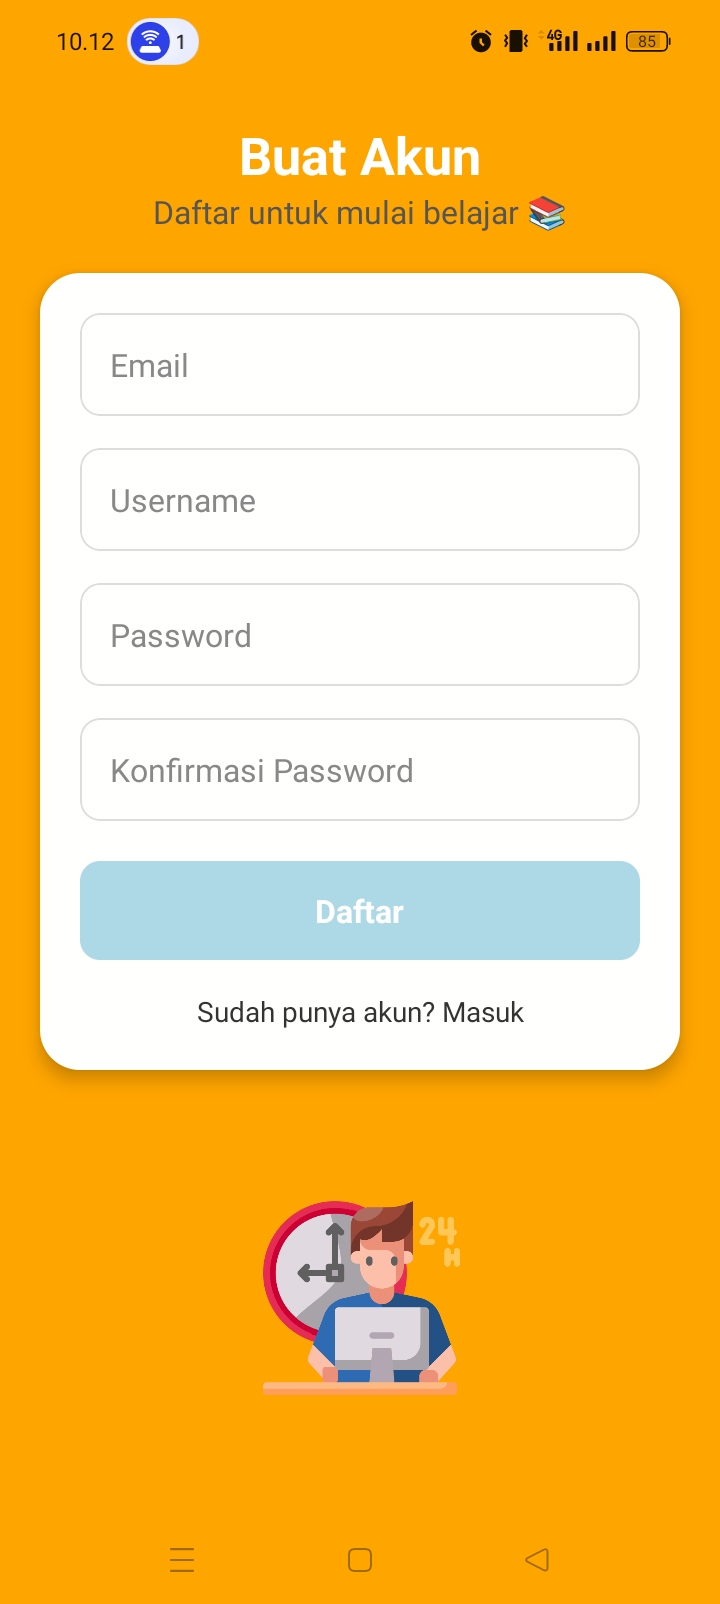 10.12 1 4G 85
Buat Akun
Daftar untuk mulai belajar 📚
Email
Username
Password
Konfirmasi Password
Daftar
Sudah punya akun? Masuk
24
H